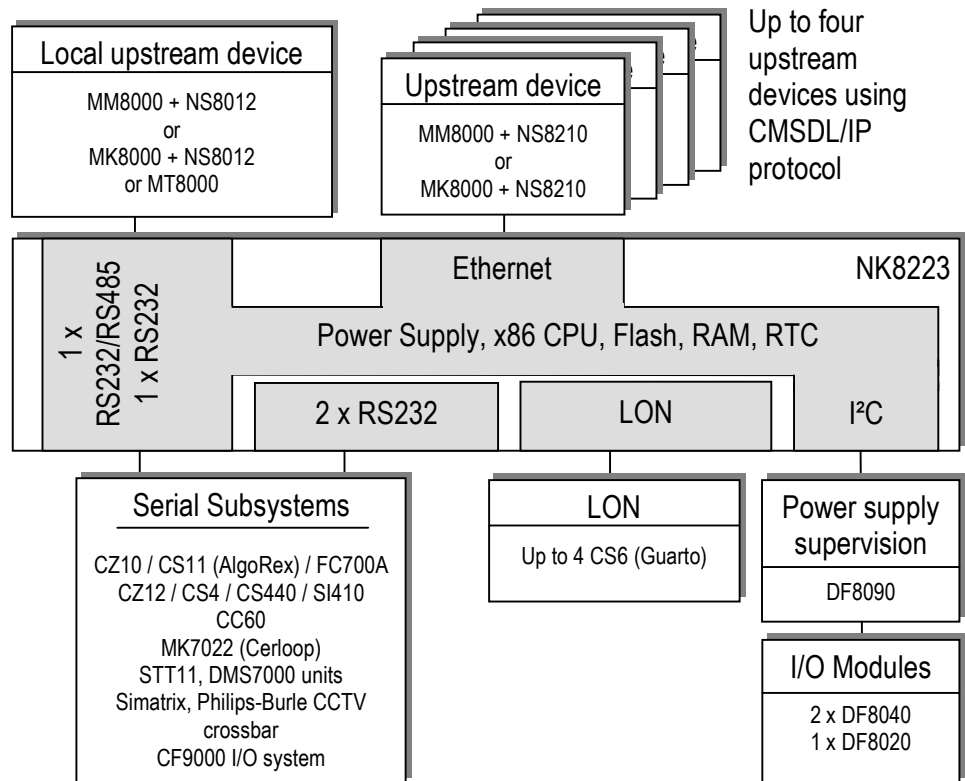 Local upstream device
MM8000 + NS8012
or
MK8000 + NS8012
or MT8000
Upstream device
MM8000 + NS8210
or
MK8000 + NS8210
Up to four
upstream
devices using
CMSDL/IP
protocol
1 x
RS232/RS485
1 x RS232
Ethernet
NK8223
Power Supply, x86 CPU, Flash, RAM, RTC
2 x RS232
LON
I²C
Serial Subsystems
CZ10 / CS11 (AlgoRex) / FC700A
CZ12 / CS4 / CS440 / SI410
CC60
MK7022 (Cerloop)
STT11, DMS7000 units
Simatrix, Philips-Burle CCTV
crossbar
CF9000 I/O system
LON
Up to 4 CS6 (Guarto)
Power supply
supervision
DF8090
I/O Modules
2 x DF8040
1 x DF8020